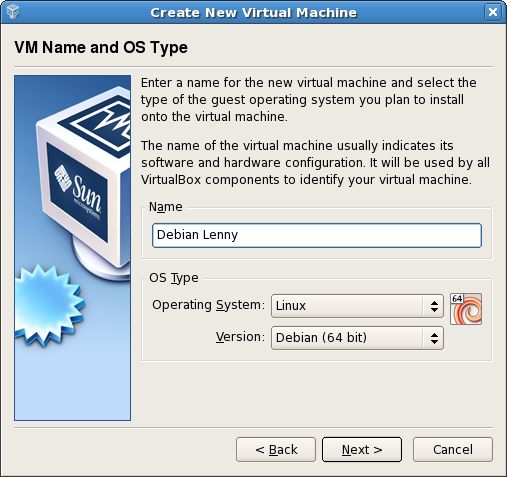 Create New Virtual Machine
VM Name and OS Type
Enter a name for the new virtual machine and select the
type of the guest operating system you plan to install
onto the virtual machine.
The name of the virtual machine usually indicates its
software and hardware configuration. It will be used by all
VirtualBox components to identify your virtual machine.
Sun
microsystems
Name
Debian Lenny
OS Type
Operating System: Linux
64
Version: Debian (64 bit)
< Back Next > Cancel